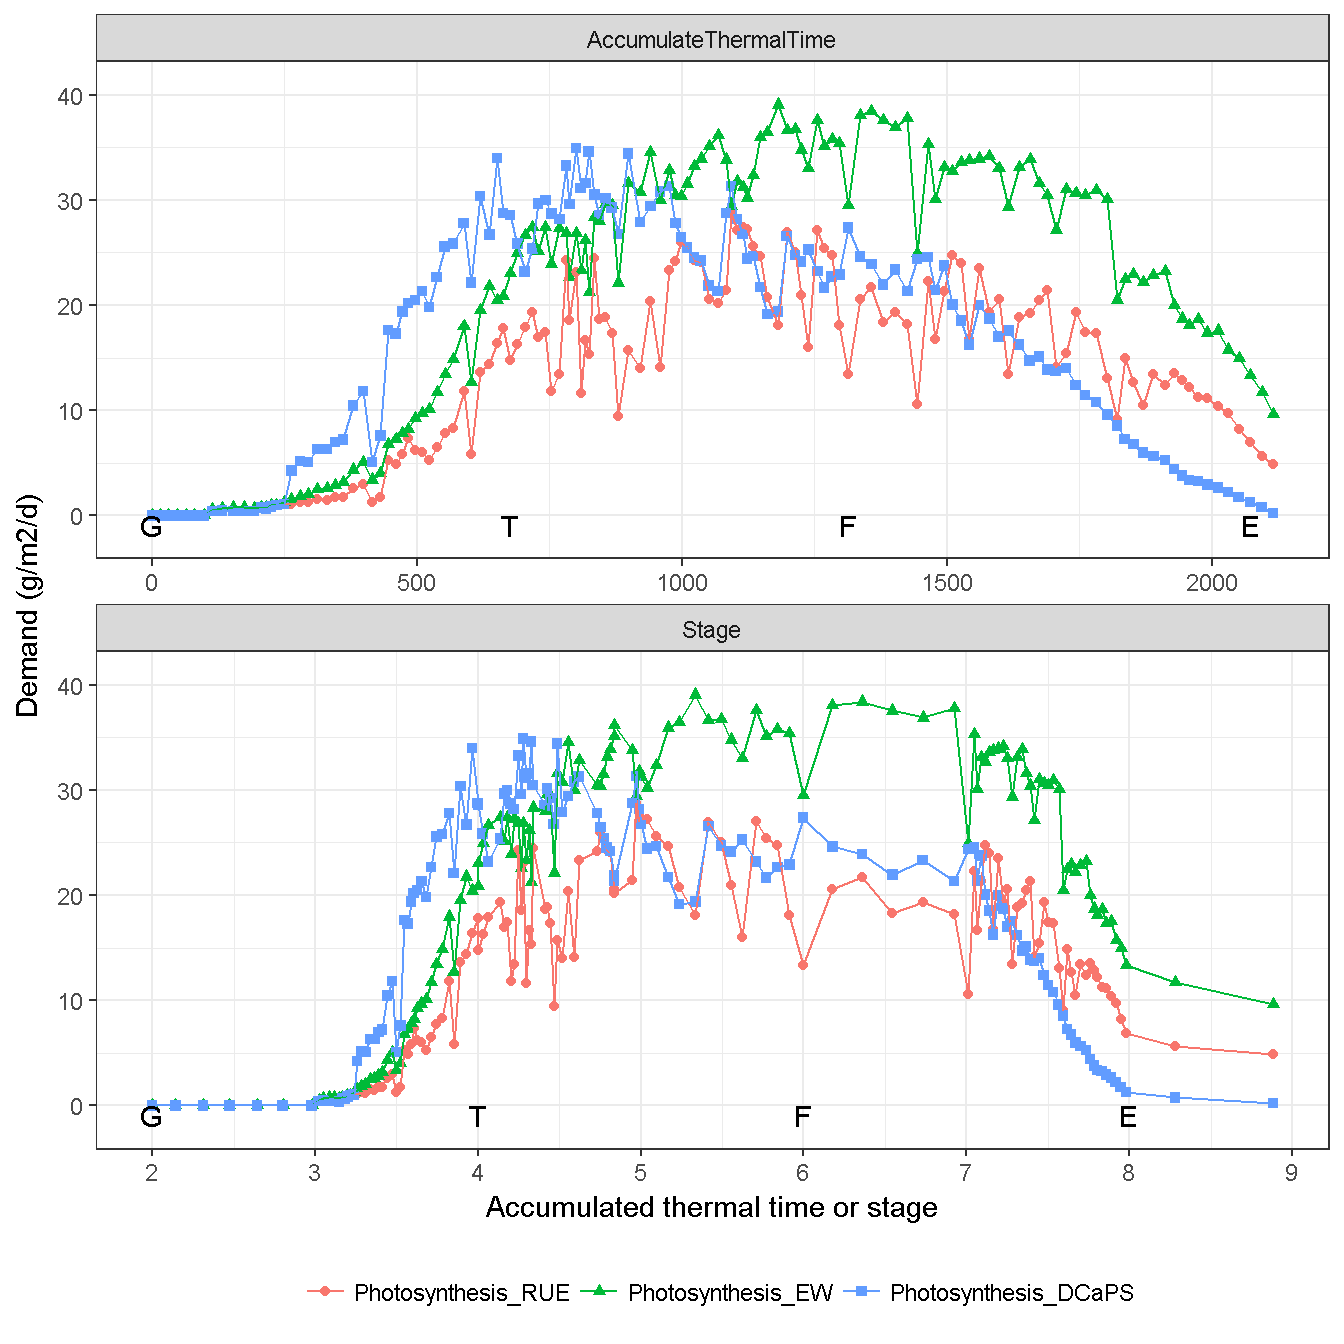 AccumulateThermalTime
40
30
20
10
0
G T F E
0 500 1000 1500 2000
Demand (g/m2/d)
Stage
40
30
20
10
0
G T F E
2 3 4 5 6 7 8 9
Accumulated thermal time or stage
Photosynthesis_RUE Photosynthesis_EW Photosynthesis_DCaPS